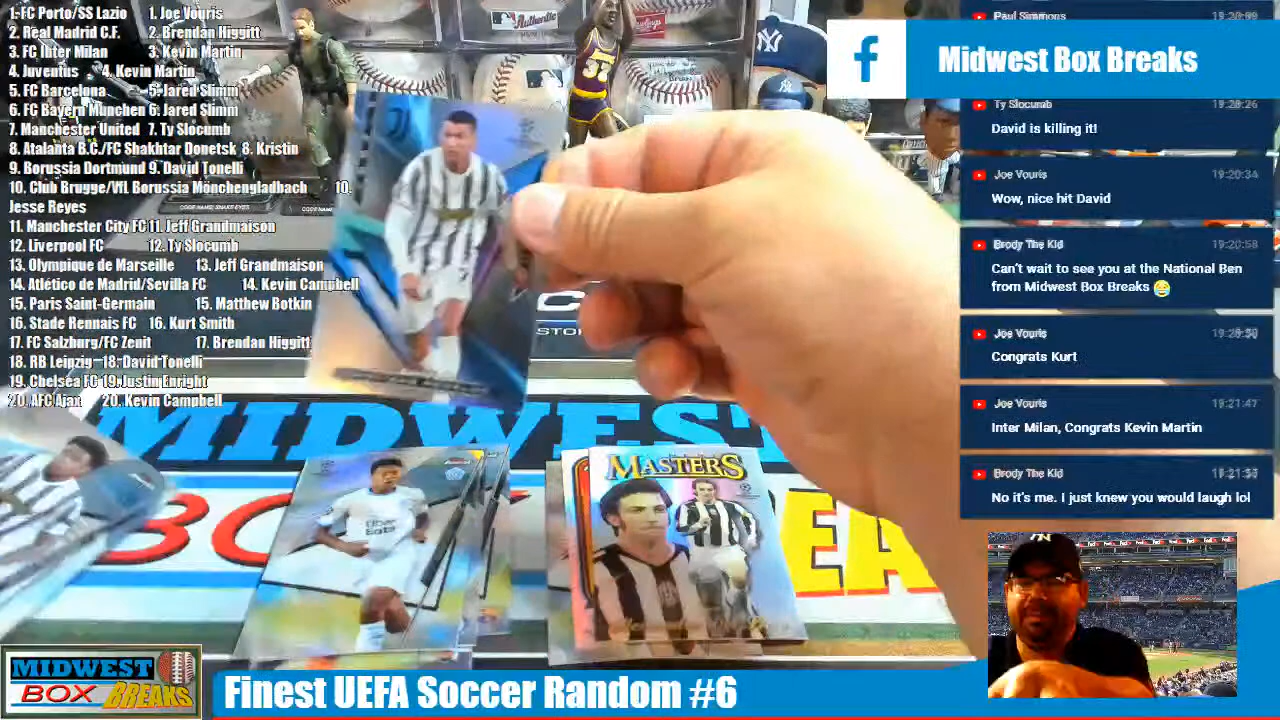 1. FC Porto/SS Lazio 1. Joe Vouris
2. Real Madrid C.F. 2. Brendan Higgitt
3. FC Inter Milan 3. Kevin Martin
4. Juventus 4. Kevin Martin
5. FC Barcelona 5. Jared Slimm
6. FC Bayern Munchen 6. Jared Slimm
7. Manchester United 7. Ty Slocumb
8. Atalanta B.C./FC Shakhtar Donetsk 8. Kristin
9. Borussia Dortmund 9. David Tonelli
10. Club Brugge/VfL Borussia Mönchengladbach 10.
Jesse Reyes
11. Manchester City FC 11. Jeff Grandmaison
12. Liverpool FC 12. Ty Slocumb
13. Olympique de Marseille 13. Jeff Grandmaison
14. Atlético de Madrid/Sevilla FC 14. Kevin Campbell
15. Paris Saint-Germain 15. Matthew Botkin
16. Stade Rennais FC 16. Kurt Smith
17. FC Salzburg/FC Zenit 17. Brendan Higgitt
18. RB Leipzig 18. David Tonelli
19. Chelsea FC 19. Justin Enright
20. AFC Ajax 20. Kevin Campbell
Authentic
Rawlings
32
Midwest Box Breaks
Paul Simmons
Ty Slocumb
David is killing it!
Joe Vouris 19:20:34
Wow, nice hit David
Brody The Kid 19:20:58
Can't wait to see you at the National Ben
from Midwest Box Breaks 😂
Joe Vouris
Congrats Kurt
Joe Vouris 19:21:47
Inter Milan, Congrats Kevin Martin
Brody The Kid
No it's me. I just knew you would laugh lol
MIDWEST
Uber
Eats
MASTERS
MIDWEST
BOX
BREAKS
Finest UEFA Soccer Random #6